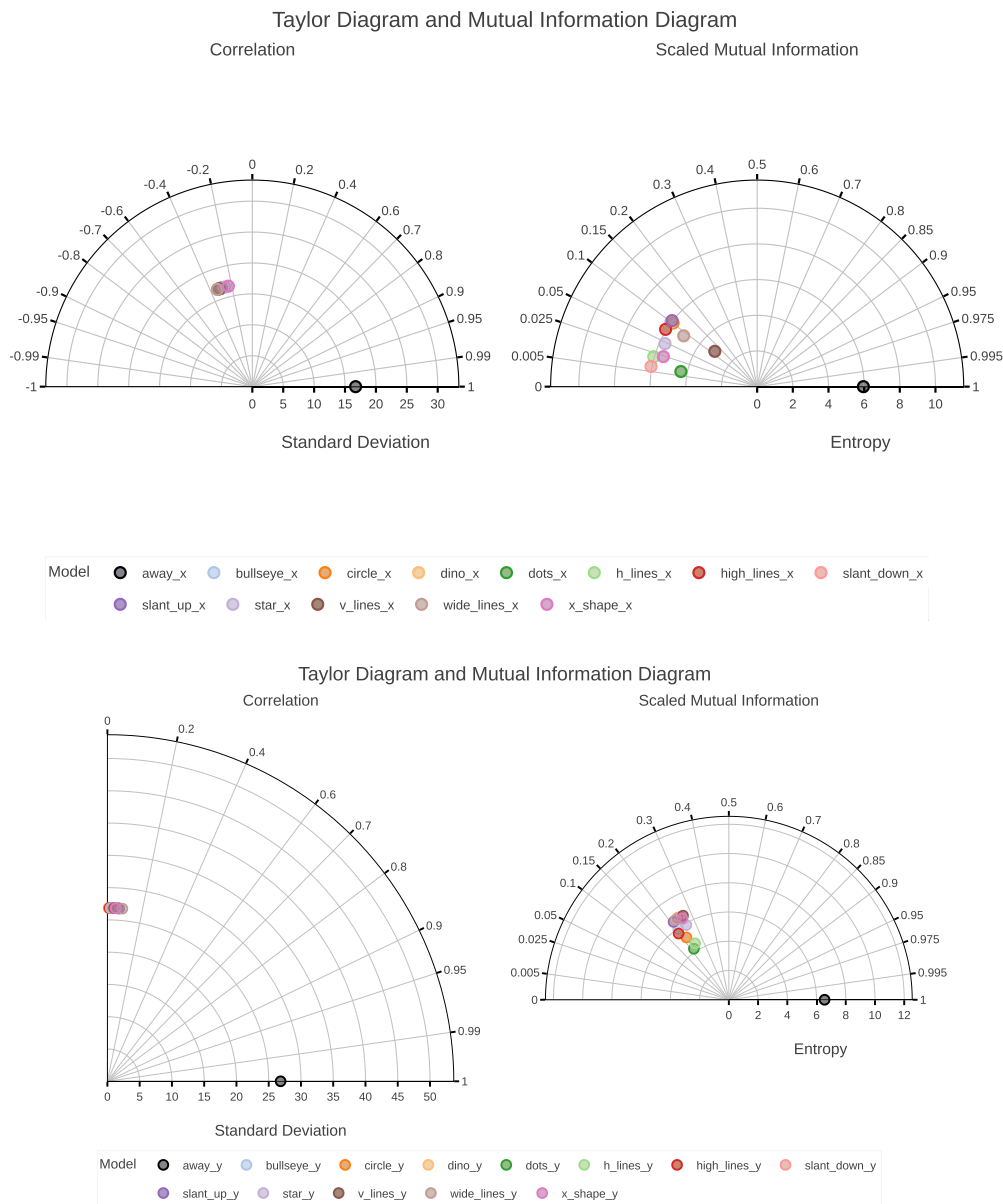 Taylor Diagram and Mutual Information Diagram
Correlation
Scaled Mutual Information
-1 -0.99 -0.95 -0.9 -0.8 -0.7 -0.6 -0.4 -0.2 0 0.2 0.4 0.6 0.7 0.8 0.9 0.95 0.99 1
0 5 10 15 20 25 30
Standard Deviation
0 0.005 0.025 0.05 0.1 0.15 0.2 0.3 0.4 0.5 0.6 0.7 0.8 0.85 0.9 0.95 0.975 0.995 1
0 2 4 6 8 10
Entropy
Model away_x bullseye_x circle_x dino_x dots_x h_lines_x high_lines_x slant_down_x
slant_up_x star_x v_lines_x wide_lines_x x_shape_x
Taylor Diagram and Mutual Information Diagram
Correlation
Scaled Mutual Information
0 0.2 0.4 0.6 0.7 0.8 0.9 0.95 0.99 1
0 5 10 15 20 25 30 35 40 45 50
Standard Deviation
0 0.005 0.025 0.05 0.1 0.15 0.2 0.3 0.4 0.5 0.6 0.7 0.8 0.85 0.9 0.95 0.975 0.995 1
0 2 4 6 8 10 12
Entropy
Model away_y bullseye_y circle_y dino_y dots_y h_lines_y high_lines_y slant_down_y
slant_up_y star_y v_lines_y wide_lines_y x_shape_y